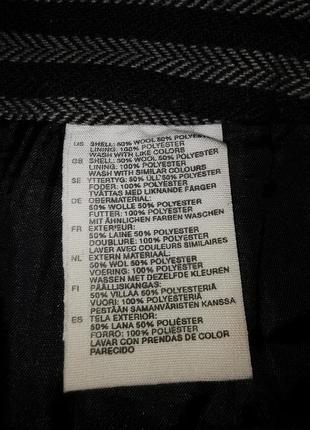 US SHELL: 50% WOOL 50% POLYESTER
LINING: 100% POLYESTER
WASH WITH LIKE COLORS
GB SHELL: 50% WOOL 50% POLYESTER
LINING: 100% POLYESTER
WASH WITH SIMILAR COLOURS
SE YTTERTYG: 50% ULL 50% POLYESTER
FODER: 100% POLYESTER
TVÄTTAS MED LIKNANDE FÄRGER
DE OBERMATERIAL:
50% WOLLE 50% POLYESTER
FUTTER: 100% POLYESTER
MIT ÄHNLICHEN FARBEN WASCHEN
FR EXTERIEUR:
50% LAINE 50% POLYESTER
DOUBLURE: 100% POLYESTER
LAVER AVEC COULEURS SIMILAIRES
NL EXTERN MATERIAAL:
50% WOL 50% POLYESTER
VOERING: 100% POLYESTER
WASSEN MET DEZELFDE KLEUREN
FI PÄÄLLISKANGAS:
50% VILLAA 50% POLYESTERIÄ
VUORI: 100% POLYESTERIÄ
PESTÄÄN SAMANVÄRISTEN KANSSA
ES TELA EXTERIOR:
50% LANA 50% POLIÉSTER
FORRO: 100% POLIÉSTER
LAVAR CON PRENDAS DE COLOR
PARECIDO